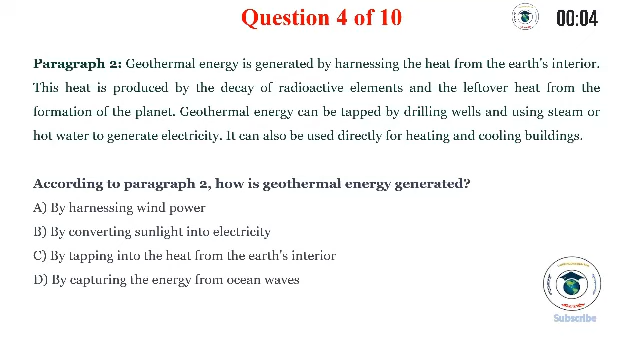 Question 4 of 10
00:04
Paragraph 2: Geothermal energy is generated by harnessing the heat from the earth's interior.
This heat is produced by the decay of radioactive elements and the leftover heat from the
formation of the planet. Geothermal energy can be tapped by drilling wells and using steam or
hot water to generate electricity. It can also be used directly for heating and cooling buildings.
According to paragraph 2, how is geothermal energy generated?
A) By harnessing wind power
B) By converting sunlight into electricity
C) By tapping into the heat from the earth's interior
D) By capturing the energy from ocean waves
Subscribe